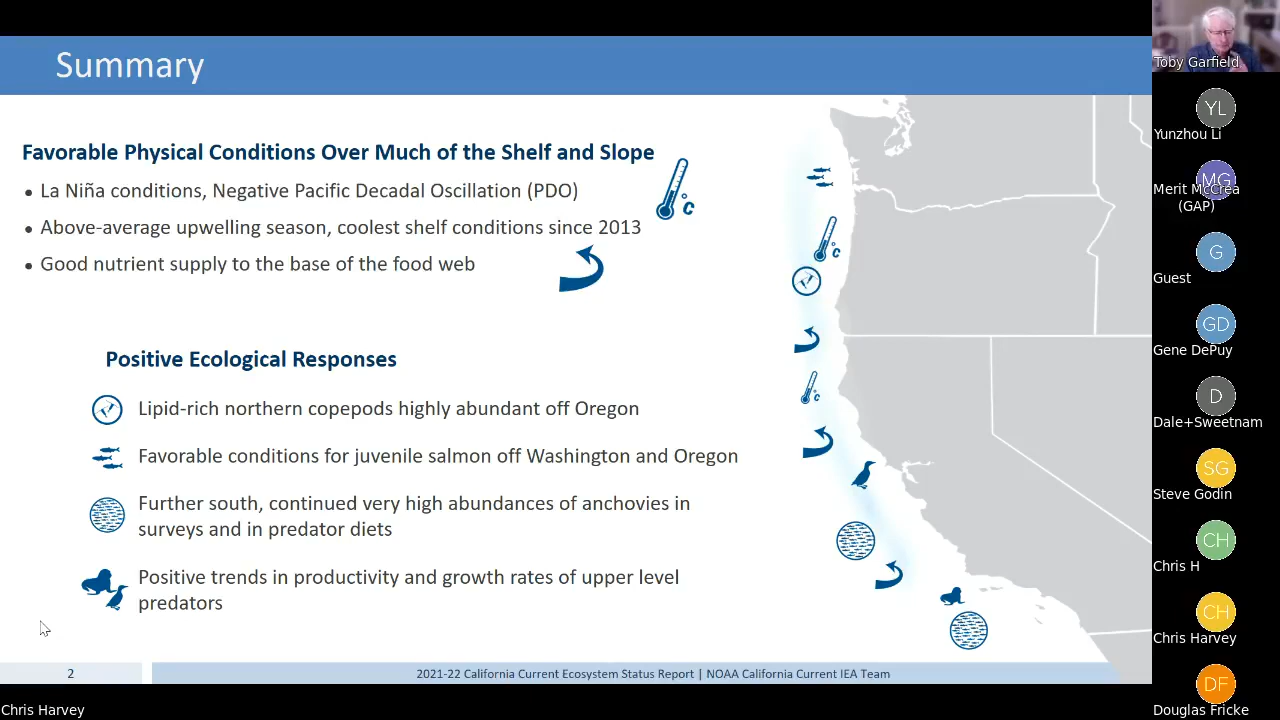 Summary
Favorable Physical Conditions Over Much of the Shelf and Slope
• La Niña conditions, Negative Pacific Decadal Oscillation (PDO)
• Above-average upwelling season, coolest shelf conditions since 2013
• Good nutrient supply to the base of the food web
°C
°C
°C
Positive Ecological Responses
Lipid-rich northern copepods highly abundant off Oregon
Favorable conditions for juvenile salmon off Washington and Oregon
Further south, continued very high abundances of anchovies in
surveys and in predator diets
Positive trends in productivity and growth rates of upper level
predators
2
2021-22 California Current Ecosystem Status Report | NOAA California Current IEA Team
Chris Harvey
Toby Garfield
YL
Yunzhou Li
MG
Merit McCrea
(GAP)
G
Guest
GD
Gene DePuy
D
Dale+Sweetnam
SG
Steve Godin
CH
Chris H
CH
Chris Harvey
DF
Douglas Fricke